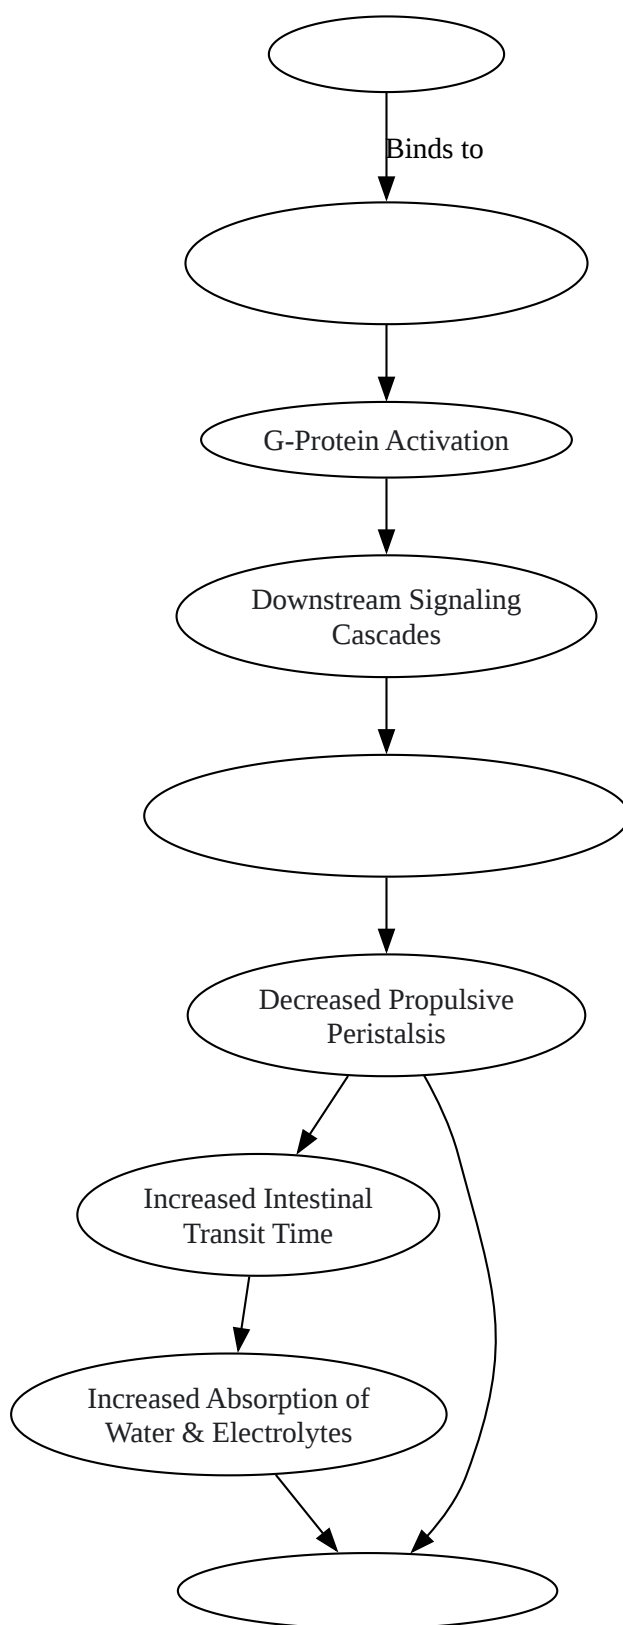 Binds to
G-Protein Activation
Downstream Signaling
Cascades
Decreased Propulsive
Peristalsis
Increased Intestinal
Transit Time
Increased Absorption of
Water & Electrolytes